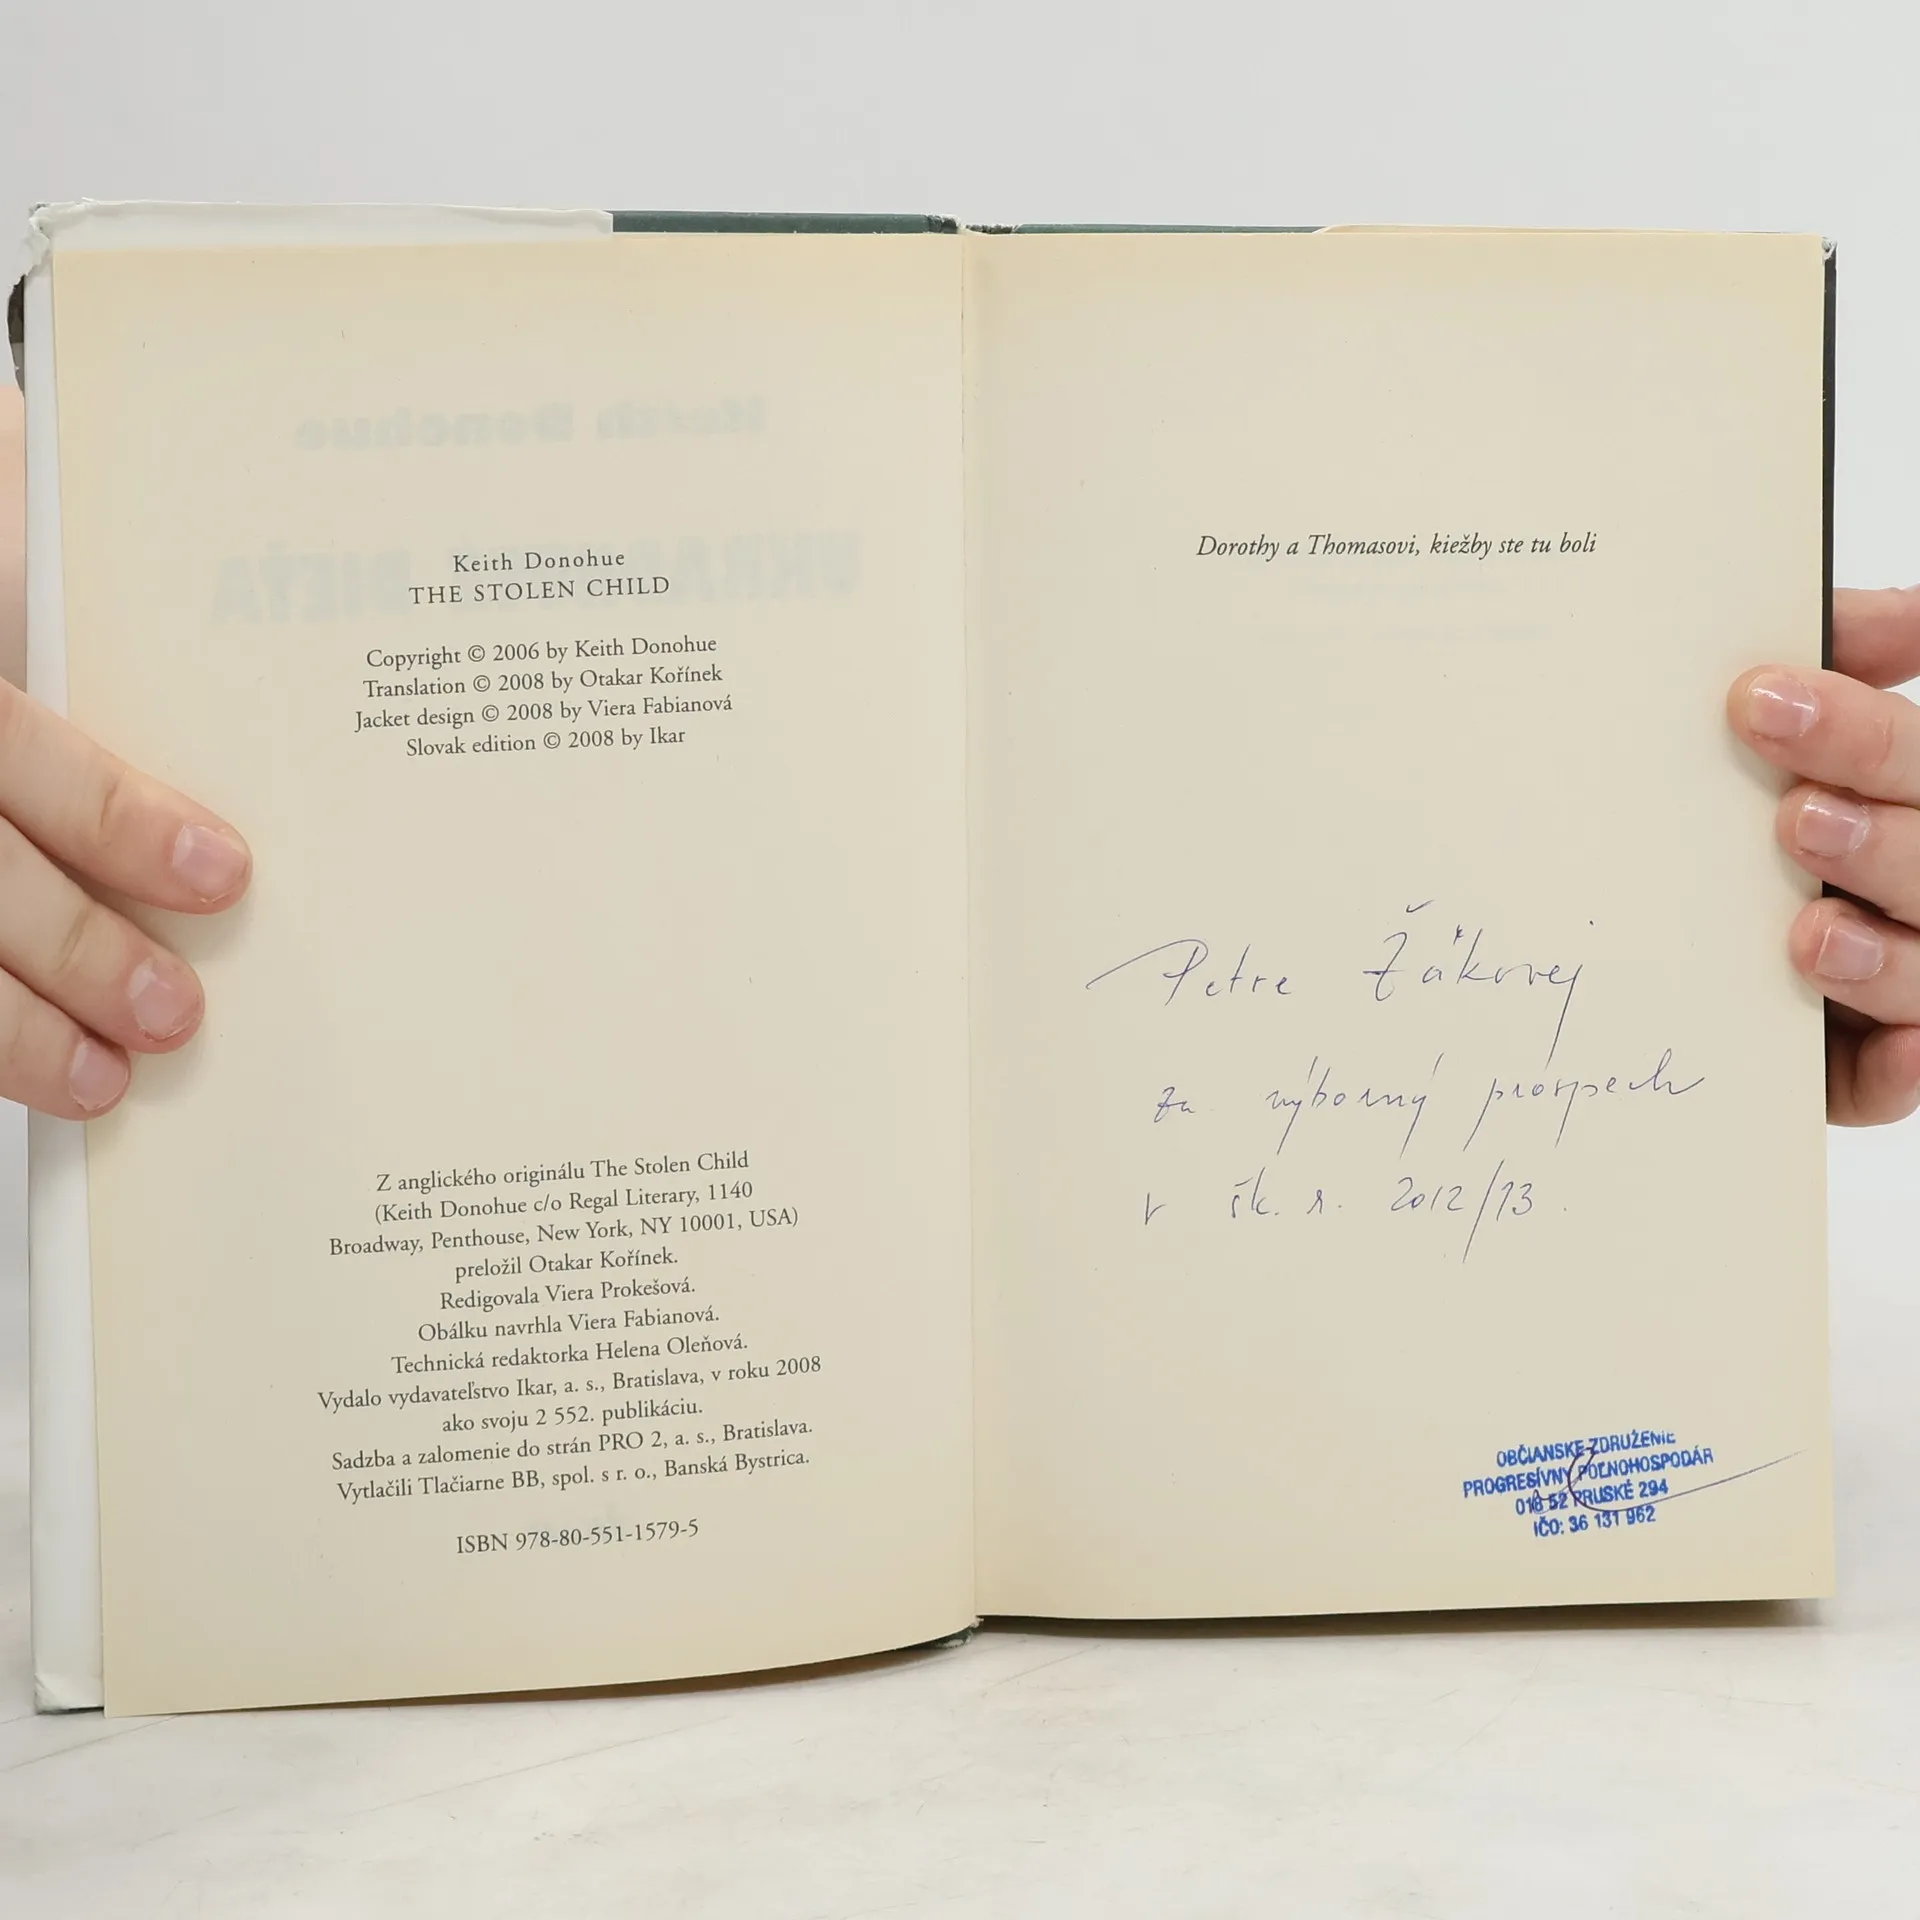 Keith Donohue
THE STOLEN CHILD
Copyright © 2006 by Keith Donohue
Translation © 2008 by Otakar Kořínek
Jacket design © 2008 by Viera Fabianová
Slovak edition © 2008 by Ikar
Z anglického originálu The Stolen Child
(Keith Donohue c/o Regal Literary, 1140
Broadway, Penthouse, New York, NY 10001, USA)
preložil Otakar Kořínek.
Redigovala Viera Prokešová.
Obálku navrhla Viera Fabianová.
Technická redaktorka Helena Oleňová.
Vydalo vydavateľstvo Ikar, a. s., Bratislava, v roku 2008
ako svoju 2 552. publikáciu.
Sadzba a zalomenie do strán PRO 2, a. s., Bratislava.
Vytlačili Tlačiarne BB, spol. s r. o., Banská Bystrica.
ISBN 978-80-551-1579-5
Dorothy a Thomasovi, kiežby ste tu boli
Petre Žákovej
za výborný prospech
v šk. r. 2012/13.
OBČIANSKE ZDRUŽENIE
PROGRESÍVNY POĽNOHOSPODÁR
018 52 PRUSKÉ 294
IČO: 36 131 962